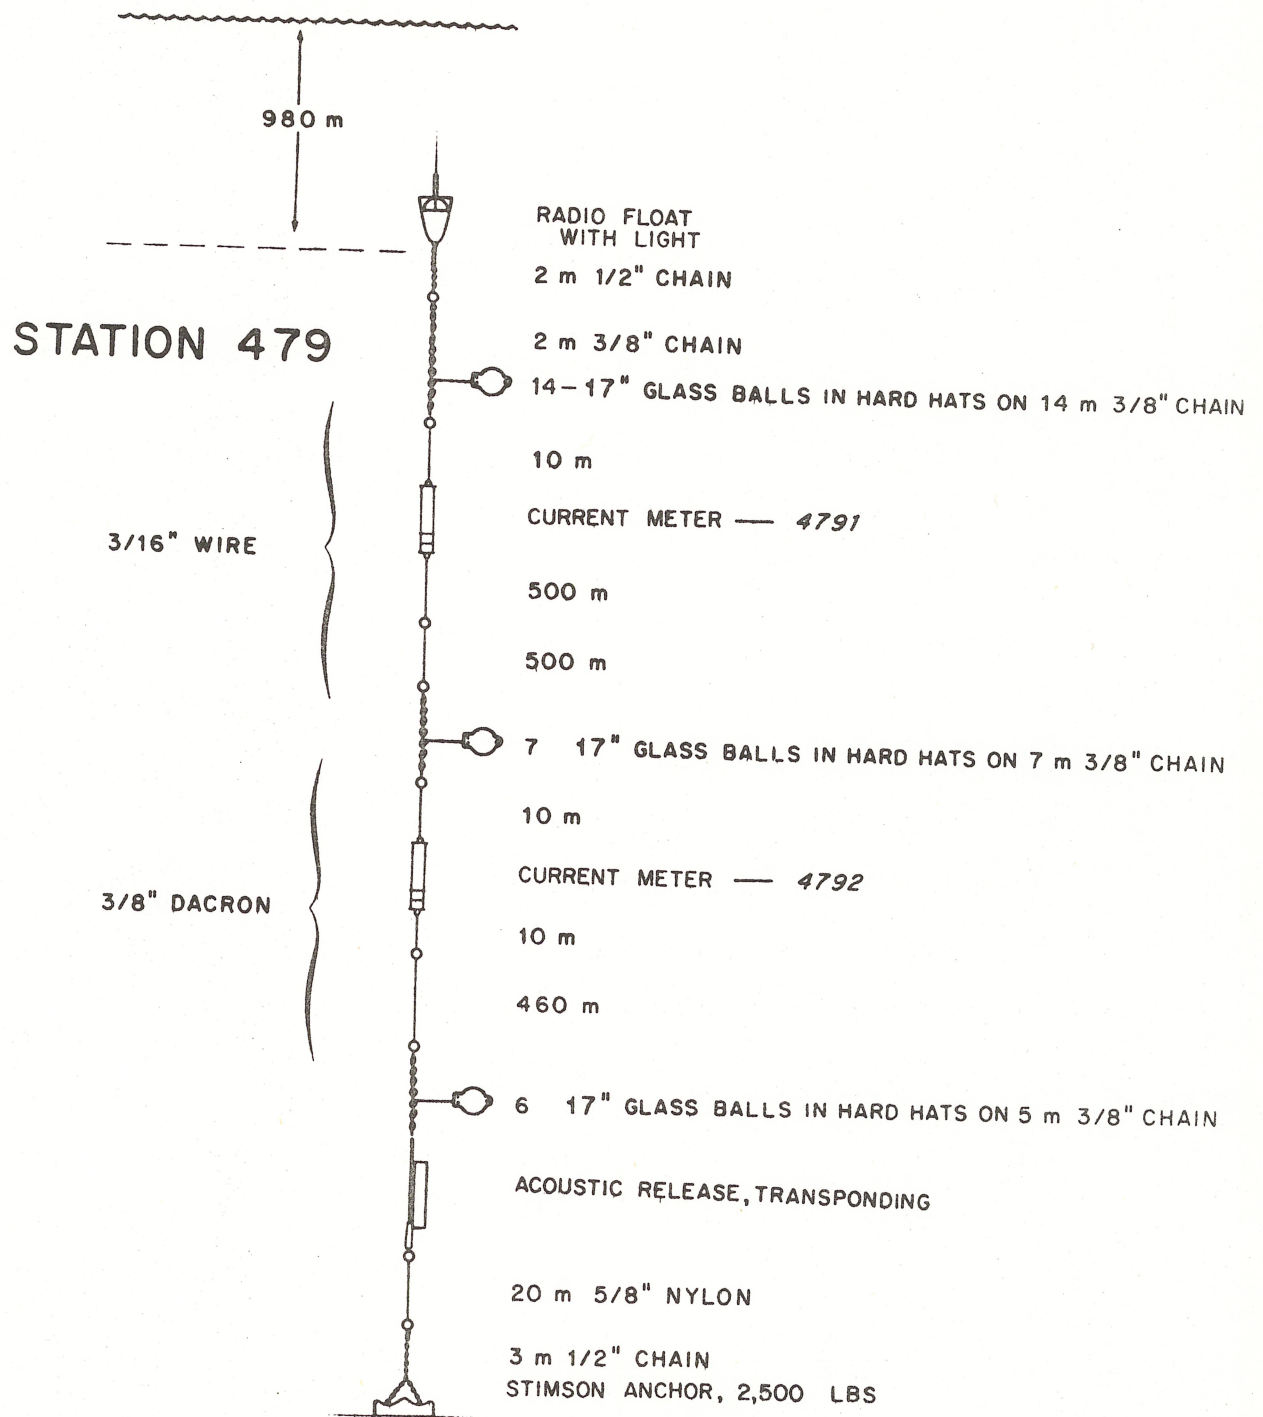 980 m
RADIO FLOAT
WITH LIGHT
2 m 1/2" CHAIN
STATION 479
2 m 3/8" CHAIN
14-17" GLASS BALLS IN HARD HATS ON 14 m 3/8" CHAIN
10 m
CURRENT METER — 4791
3/16" WIRE
500 m
500 m
7 17" GLASS BALLS IN HARD HATS ON 7 m 3/8" CHAIN
10 m
CURRENT METER — 4792
3/8" DACRON
10 m
460 m
6 17" GLASS BALLS IN HARD HATS ON 5 m 3/8" CHAIN
ACOUSTIC RELEASE, TRANSPONDING
20 m 5/8" NYLON
3 m 1/2" CHAIN
STIMSON ANCHOR, 2,500 LBS